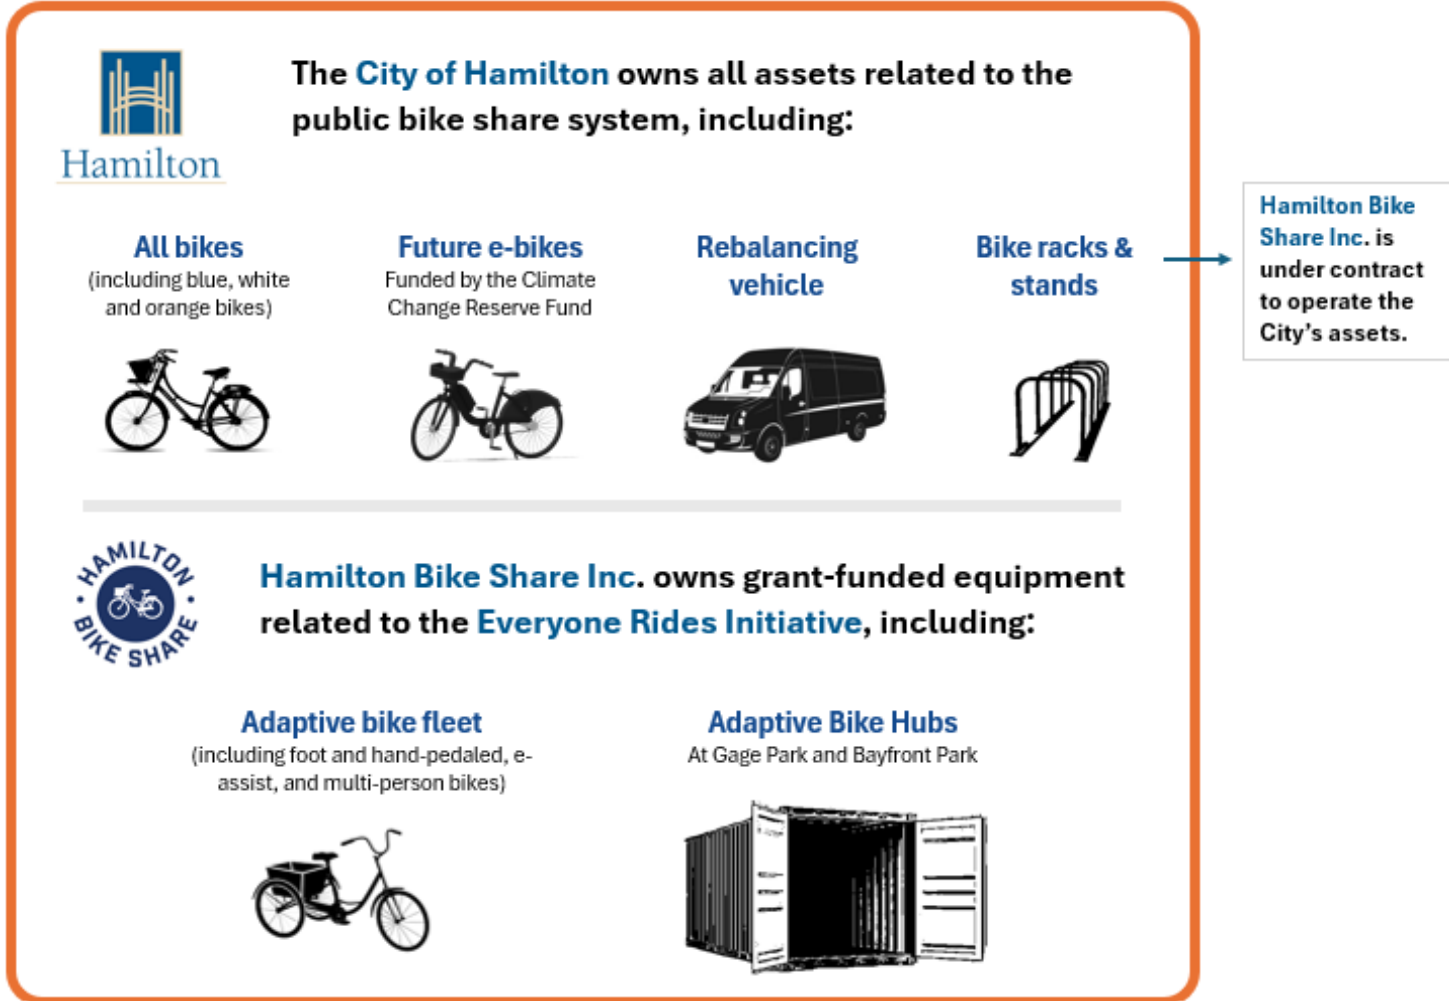 The City of Hamilton owns all assets related to the
public bike share system, including:
Hamilton
All bikes
(including blue, white
and orange bikes)
Future e-bikes
Funded by the Climate
Change Reserve Fund
Rebalancing
vehicle
Bike racks &
stands
Hamilton Bike
Share Inc. is
under contract
to operate the
City's assets.
HAMILTON
BIKE SHARE
Hamilton Bike Share Inc. owns grant-funded equipment
related to the Everyone Rides Initiative, including:
Adaptive bike fleet
(including foot and hand-pedaled, e-
assist, and multi-person bikes)
Adaptive Bike Hubs
At Gage Park and Bayfront Park